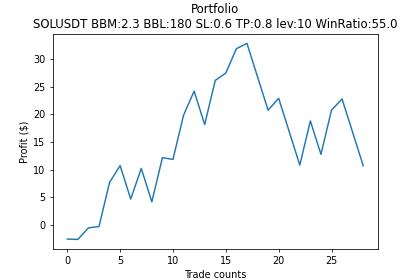 Portfolio
SOLUSDT BBM:2.3 BBL:180 SL:0.6 TP:0.8 lev:10 WinRatio:55.0
30
25
20
15
10
5
0
Profit ($)
0 5 10 15 20 25
Trade counts